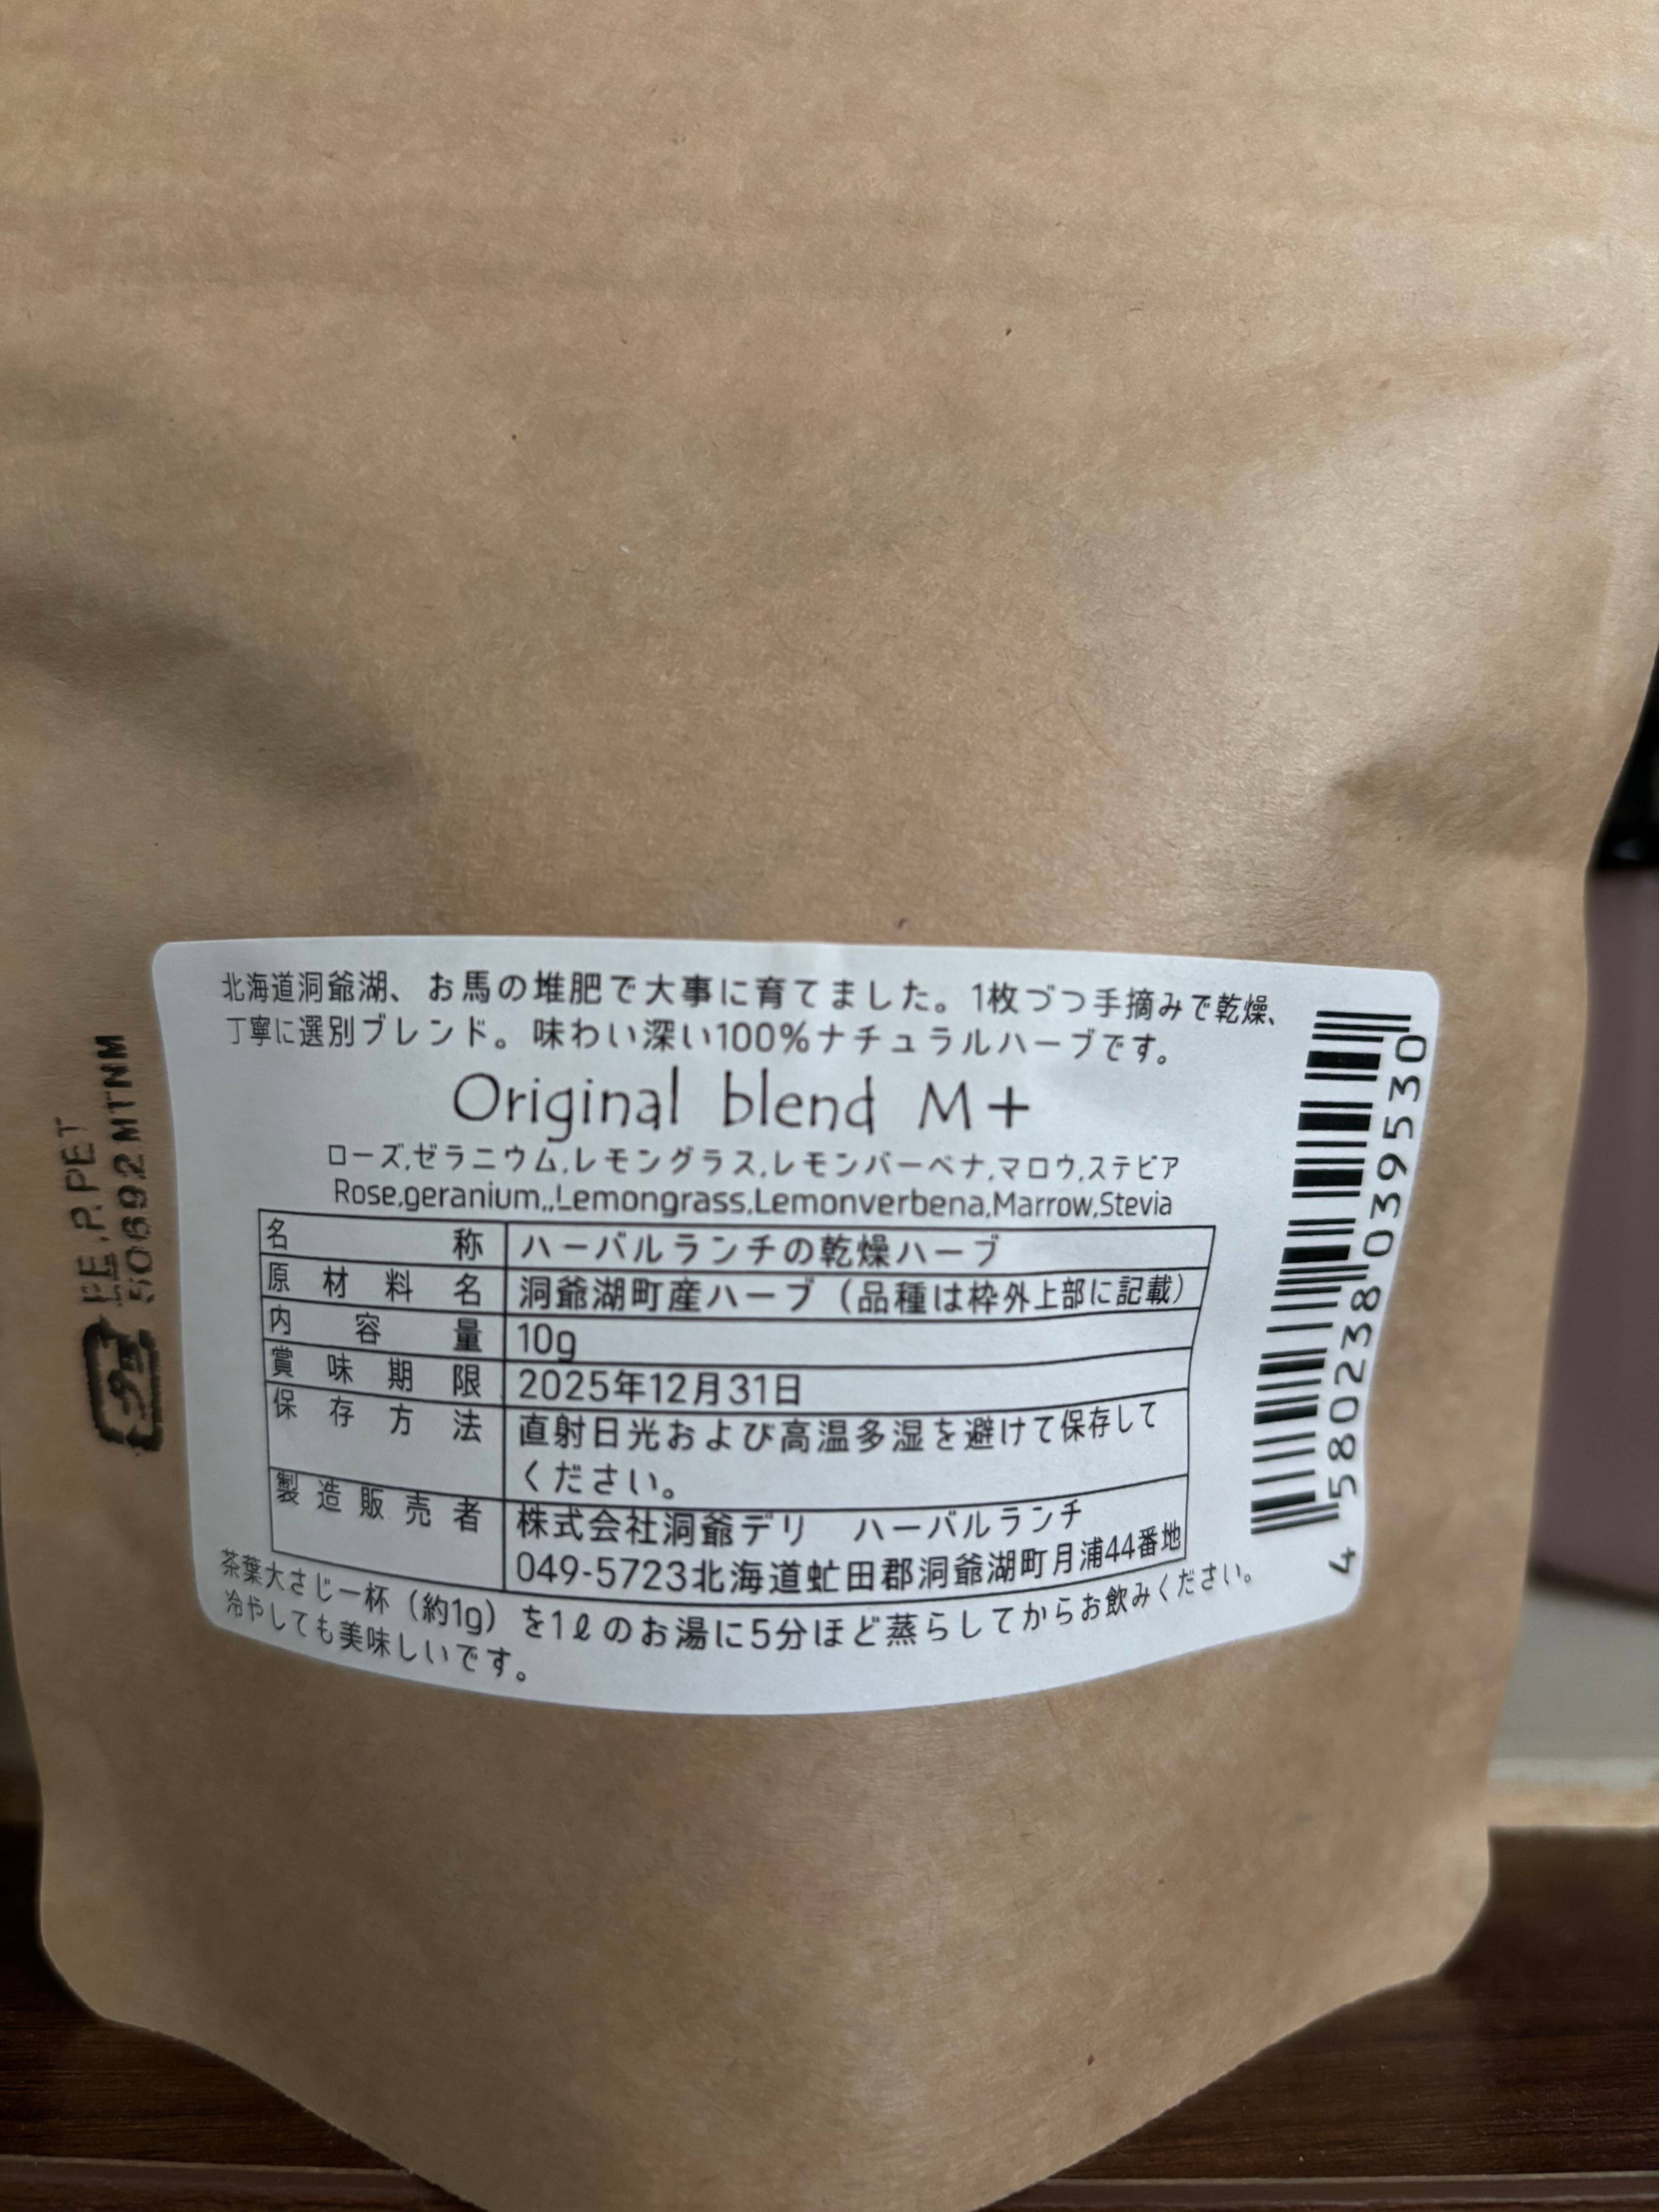 北海道洞爺湖、お馬の堆肥で大事に育てました。1枚づつ手摘みで乾燥、
丁寧に選別ブレンド。味わい深い100%ナチュラルハーブです。
Original blend M+
ローズ,ゼラニウム,レモングラス,レモンバーベナ,マロウ,ステビア
Rose,geranium,,Lemongrass,Lemonverbena,Marrow,Stevia
名称 ハーバルランチの乾燥ハーブ
原材料名 洞爺湖町産ハーブ（品種は枠外上部に記載）
内容量 10g
賞味期限 2025年12月31日
保存方法 直射日光および高温多湿を避けて保存して
ください。
製造販売者 株式会社洞爺デリ ハーバルランチ
049-5723北海道虻田郡洞爺湖町月浦44番地
茶葉大さじ一杯（約1g）を1ℓのお湯に5分ほど蒸らしてからお飲みください。
冷やしても美味しいです。
4580238039530
プラ
PE,P,PET
50692MTNM